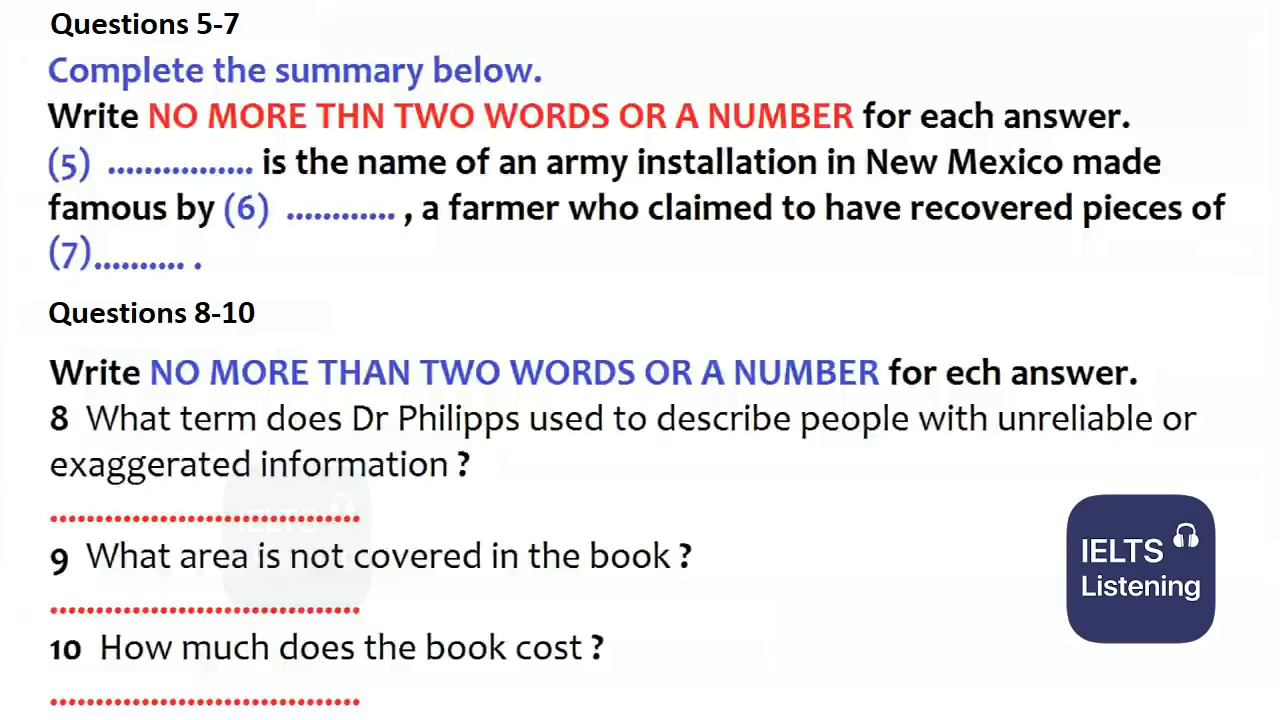 Questions 5-7
Complete the summary below.
Write NO MORE THN TWO WORDS OR A NUMBER for each answer.
(5) ................ is the name of an army installation in New Mexico made
famous by (6) ............ , a farmer who claimed to have recovered pieces of
(7).......... .
Questions 8-10
Write NO MORE THAN TWO WORDS OR A NUMBER for ech answer.
8 What term does Dr Philipps used to describe people with unreliable or
exaggerated information ?
..................................
9 What area is not covered in the book ?
..................................
10 How much does the book cost ?
..................................
IELTS
Listening